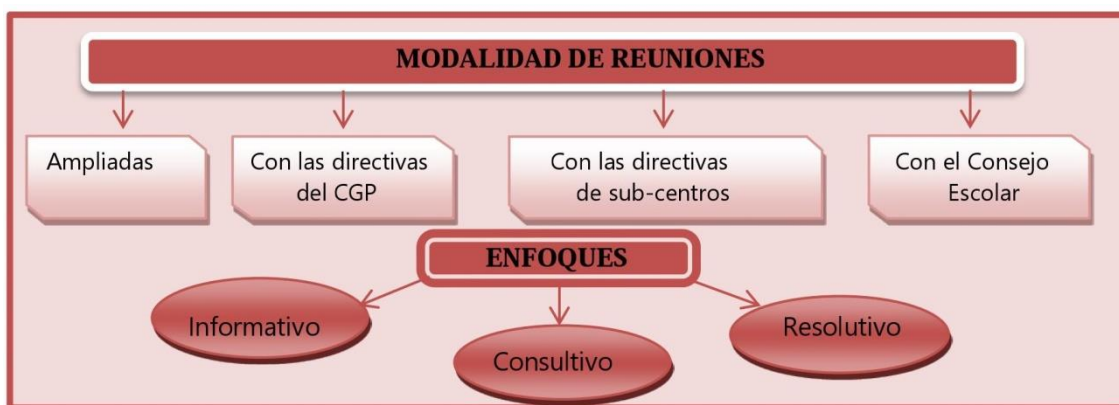 MODALIDAD DE REUNIONES
Ampliadas
Con las directivas
del CGP
Con las directivas
de sub-centros
Con el Consejo
Escolar
ENFOQUES
Informativo
Consultivo
Resolutivo